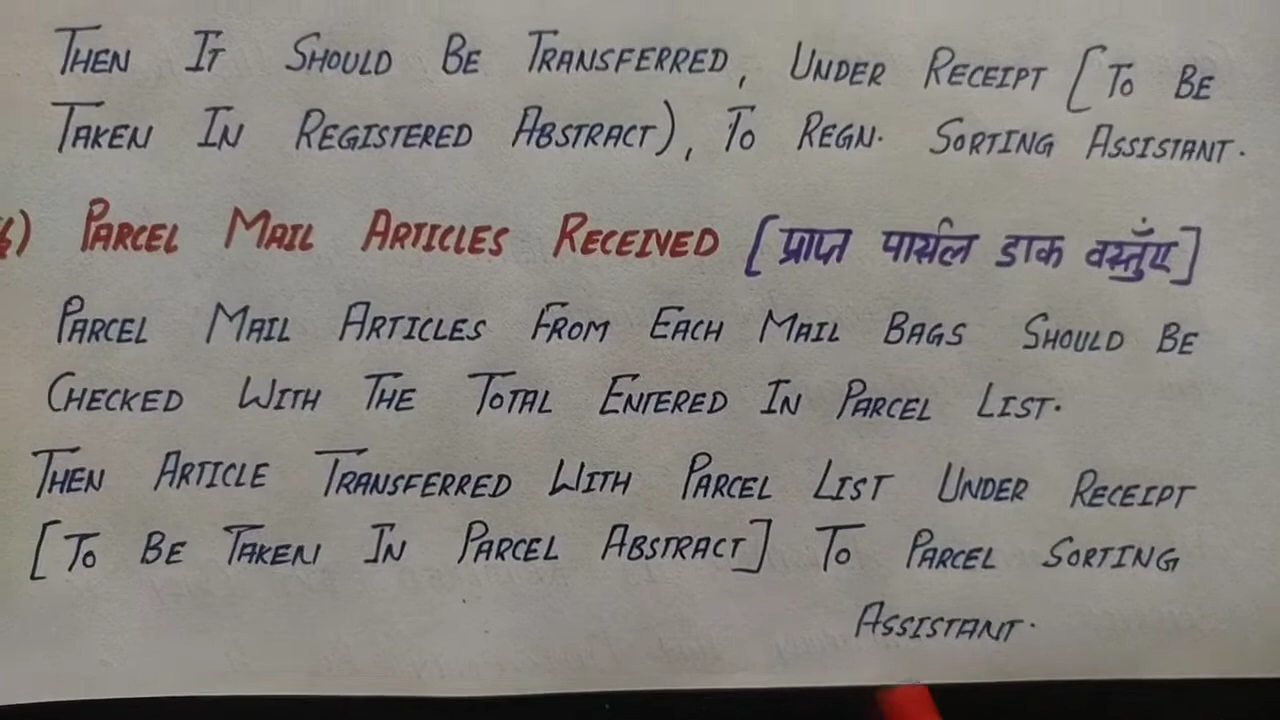 THEN IT SHOULD BE TRANSFERRED, UNDER RECEIPT [TO BE
TAKEN IN REGISTERED ABSTRACT), TO REGN. SORTING ASSISTANT.
PARCEL MAIL ARTICLES RECEIVED [प्राप्त पार्सल डाक वस्तुएँ]
PARCEL MAIL ARTICLES FROM EACH MAIL BAGS SHOULD BE
CHECKED WITH THE TOTAL ENTERED IN PARCEL LIST.
THEN ARTICLE TRANSFERRED WITH PARCEL LIST UNDER RECEIPT
[TO BE TAKEN IN PARCEL ABSTRACT] TO PARCEL SORTING
ASSISTANT.